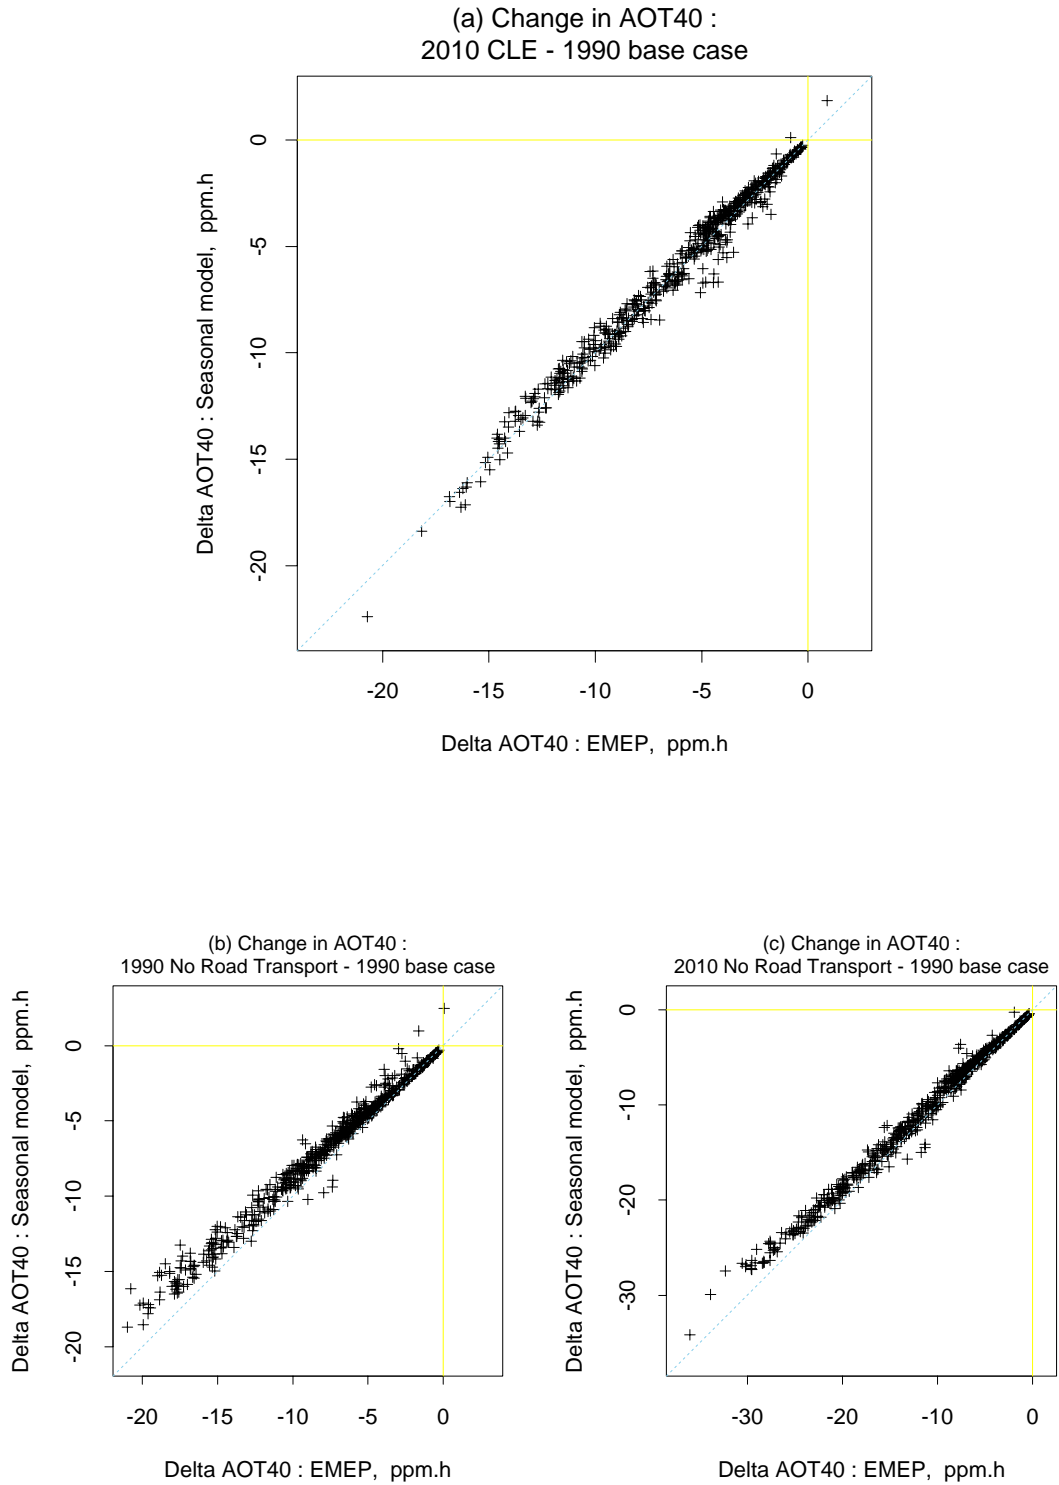 (a) Change in AOT40 :
2010 CLE - 1990 base case
Delta AOT40 : Seasonal model, ppm.h
0
-5
-10
-15
-20
-20 -15 -10 -5 0
Delta AOT40 : EMEP, ppm.h
(b) Change in AOT40 :
1990 No Road Transport - 1990 base case
Delta AOT40 : Seasonal model, ppm.h
0
-5
-10
-15
-20
-20 -15 -10 -5 0
Delta AOT40 : EMEP, ppm.h
(c) Change in AOT40 :
2010 No Road Transport - 1990 base case
Delta AOT40 : Seasonal model, ppm.h
0
-10
-20
-30
-30 -20 -10 0
Delta AOT40 : EMEP, ppm.h